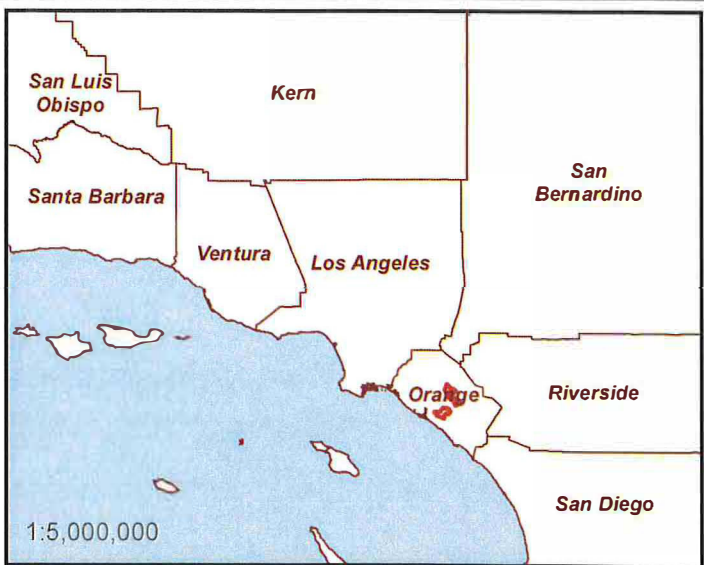 San Luis
Obispo
Kern
San
Bernardino
Santa Barbara
Ventura
Los Angeles
Orange
Riverside
San Diego
1:5,000,000